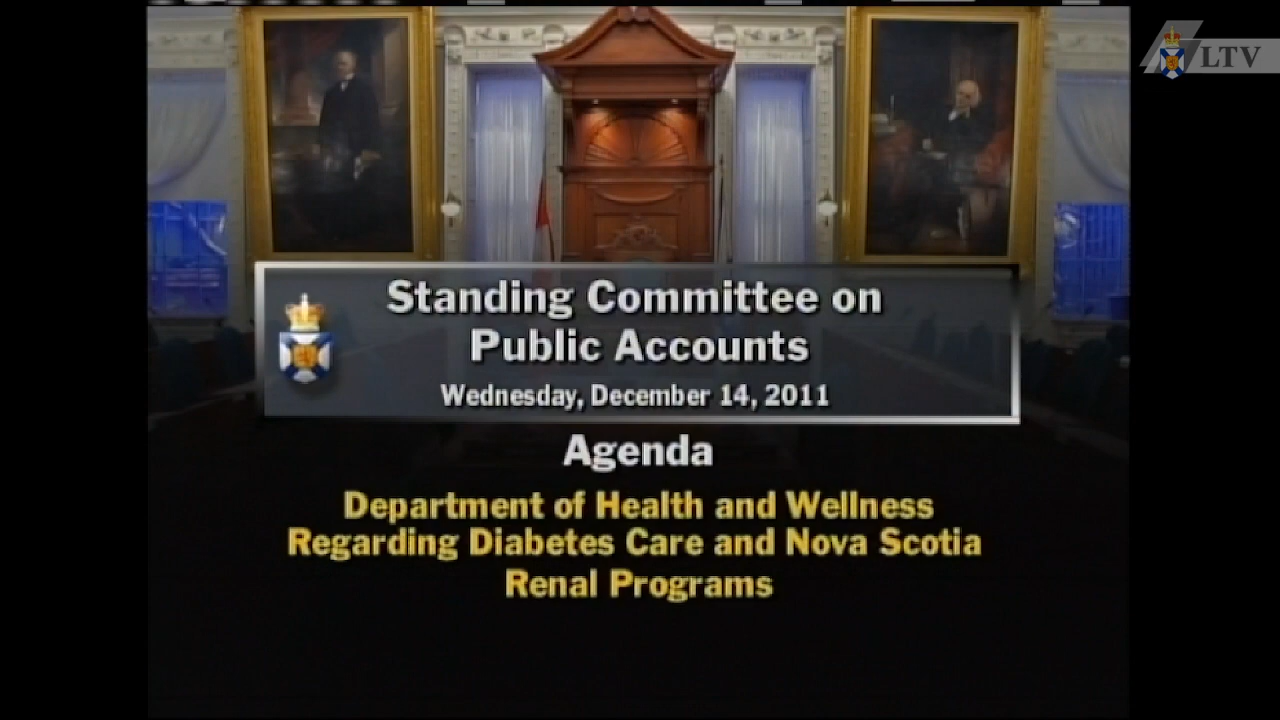 LTV
Standing Committee on
Public Accounts
Wednesday, December 14, 2011
Agenda
Department of Health and Wellness
Regarding Diabetes Care and Nova Scotia
Renal Programs